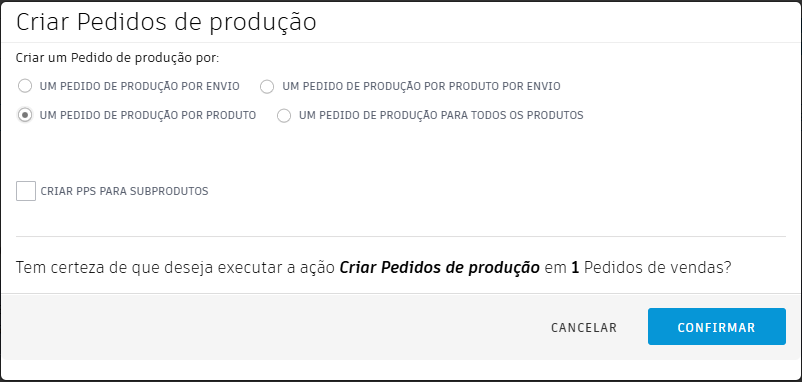 Criar Pedidos de produção
Criar um Pedido de produção por:
UM PEDIDO DE PRODUÇÃO POR ENVIO
UM PEDIDO DE PRODUÇÃO POR PRODUTO POR ENVIO
UM PEDIDO DE PRODUÇÃO POR PRODUTO
UM PEDIDO DE PRODUÇÃO PARA TODOS OS PRODUTOS
CRIAR PPS PARA SUBPRODUTOS
Tem certeza de que deseja executar a ação Criar Pedidos de produção em 1 Pedidos de vendas?
CANCELAR
CONFIRMAR